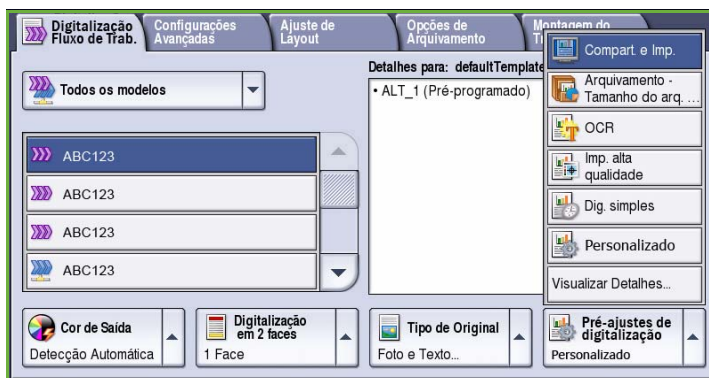 Digitalização
Fluxo de Trab.
Configurações
Avançadas
Ajuste de
Layout
Opções de
Arquivamento
Montagem do
Todos os modelos
ABC123
ABC123
ABC123
ABC123
Detalhes para: defaultTemplate
• ALT_1 (Pré-programado)
Compart. e Imp.
Arquivamento -
Tamanho do arq. ...
OCR
Imp. alta
qualidade
Dig. simples
Personalizado
Visualizar Detalhes...
Cor de Saída
Detecção Automática
Digitalização
em 2 faces
1 Face
Tipo de Original
Foto e Texto...
Pré-ajustes de
digitalização
Personalizado